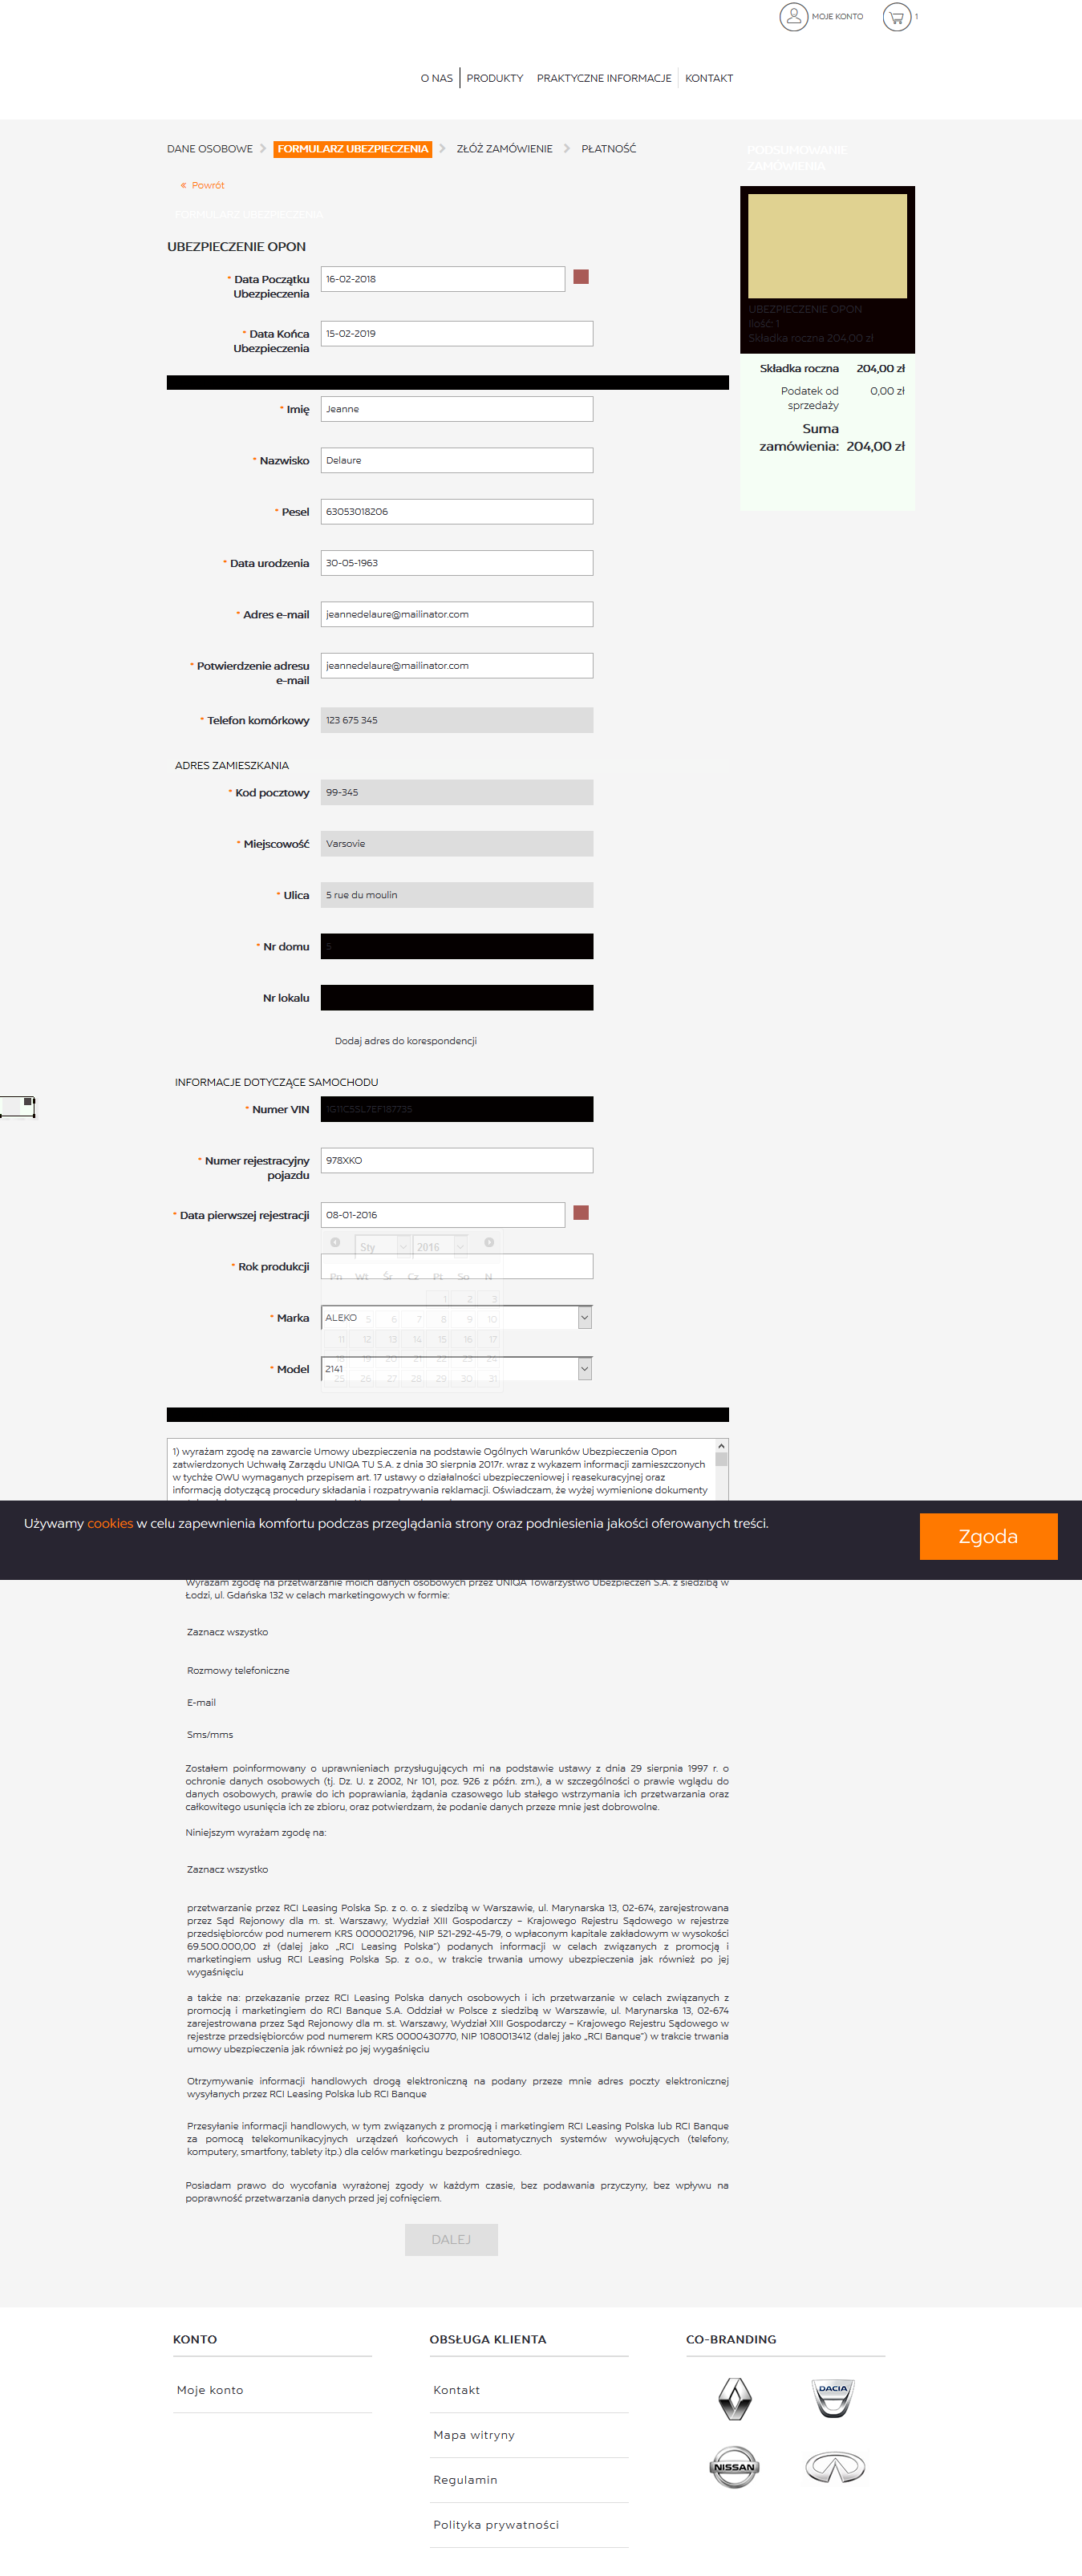 MOJE KONTO
1
O NAS
PRODUKTY
PRAKTYCZNE INFORMACJE
KONTAKT
DANE OSOBOWE
FORMULARZ UBEZPIECZENIA
ZŁÓŻ ZAMÓWIENIE
PŁATNOŚĆ
PODSUMOWANIE
ZAMÓWIENIA
« Powrót
FORMULARZ UBEZPIECZENIA
UBEZPIECZENIE OPON
* Data Początku
Ubezpieczenia
16-02-2018
* Data Końca
Ubezpieczenia
15-02-2019
UBEZPIECZENIE OPON
Ilość: 1
Składka roczna 204,00 zł
Składka roczna 204,00 zł
Podatek od
sprzedaży
0,00 zł
Suma
zamówienia: 204,00 zł
* Imię
Jeanne
* Nazwisko
Delaure
* Pesel
63053018206
* Data urodzenia
30-05-1963
* Adres e-mail
jeannedelaure@mailinator.com
* Potwierdzenie adresu
e-mail
jeannedelaure@mailinator.com
* Telefon komórkowy
123 675 345
ADRES ZAMIESZKANIA
* Kod pocztowy
99-345
* Miejscowość
Varsovie
* Ulica
5 rue du moulin
* Nr domu
5
Nr lokalu
Dodaj adres do korespondencji
INFORMACJE DOTYCZĄCE SAMOCHODU
* Numer VIN
* Numer rejestracyjny
pojazdu
978XKO
* Data pierwszej rejestracji
08-01-2016
Sty 2016
* Rok produkcji
Pn Wt Śr Cz Pt So N
1 2 3
* Marka
ALEKO
5 6 7 8 9 10
11 12 13 14 15 16 17
18 19 20 21 22 23 24
* Model
2141
25 26 27 28 29 30 31
1) wyrażam zgodę na zawarcie Umowy ubezpieczenia na podstawie Ogólnych Warunków Ubezpieczenia Opon
zatwierdzonych Uchwałą Zarządu UNIQA TU S.A. z dnia 30 sierpnia 2017r. wraz z wykazem informacji zamieszczonych
w tychże OWU wymaganych przepisem art. 17 ustawy o działalności ubezpieczeniowej i reasekuracyjnej oraz
informacją dotyczącą procedury składania i rozpatrywania reklamacji. Oświadczam, że wyżej wymienione dokumenty
Używamy cookies w celu zapewnienia komfortu podczas przeglądania strony oraz podniesienia jakości oferowanych treści.
Zgoda
Wyrażam zgodę na przetwarzanie moich danych osobowych przez UNIQA Towarzystwo Ubezpieczeń S.A. z siedzibą w
Łodzi, ul. Gdańska 132 w celach marketingowych w formie:
Zaznacz wszystko
Rozmowy telefoniczne
E-mail
Sms/mms
Zostałem poinformowany o uprawnieniach przysługujących mi na podstawie ustawy z dnia 29 sierpnia 1997 r. o
ochronie danych osobowych (tj. Dz. U. z 2002, Nr 101, poz. 926 z późn. zm.), a w szczególności o prawie wglądu do
danych osobowych, prawie do ich poprawiania, żądania czasowego lub stałego wstrzymania ich przetwarzania oraz
całkowitego usunięcia ich ze zbioru, oraz potwierdzam, że podanie danych przeze mnie jest dobrowolne.
Niniejszym wyrażam zgodę na:
Zaznacz wszystko
przetwarzanie przez RCI Leasing Polska Sp. z o. o. z siedzibą w Warszawie, ul. Marynarska 13, 02-674, zarejestrowana
przez Sąd Rejonowy dla m. st. Warszawy, Wydział XIII Gospodarczy – Krajowego Rejestru Sądowego w rejestrze
przedsiębiorców pod numerem KRS 0000021796, NIP 521-292-45-79, o wpłaconym kapitale zakładowym w wysokości
69.500.000,00 zł (dalej jako „RCI Leasing Polska”) podanych informacji w celach związanych z promocją i
marketingiem usług RCI Leasing Polska Sp. z o.o., w trakcie trwania umowy ubezpieczenia jak również po jej
wygaśnięciu
a także na: przekazanie przez RCI Leasing Polska danych osobowych i ich przetwarzanie w celach związanych z
promocją i marketingiem do RCI Banque S.A. Oddział w Polsce z siedzibą w Warszawie, ul. Marynarska 13, 02-674
zarejestrowana przez Sąd Rejonowy dla m. st. Warszawy, Wydział XIII Gospodarczy – Krajowego Rejestru Sądowego w
rejestrze przedsiębiorców pod numerem KRS 0000430770, NIP 1080013412 (dalej jako „RCI Banque”) w trakcie trwania
umowy ubezpieczenia jak również po jej wygaśnięciu
Otrzymywanie informacji handlowych drogą elektroniczną na podany przeze mnie adres poczty elektronicznej
wysyłanych przez RCI Leasing Polska lub RCI Banque
Przesyłanie informacji handlowych, w tym związanych z promocją i marketingiem RCI Leasing Polska lub RCI Banque
za pomocą telekomunikacyjnych urządzeń końcowych i automatycznych systemów wywołujących (telefony,
komputery, smartfony, tablety itp.) dla celów marketingu bezpośredniego.
Posiadam prawo do wycofania wyrażonej zgody w każdym czasie, bez podawania przyczyny, bez wpływu na
poprawność przetwarzania danych przed jej cofnięciem.
DALEJ
KONTO
Moje konto
OBSŁUGA KLIENTA
Kontakt
Mapa witryny
Regulamin
Polityka prywatności
CO-BRANDING
DACIA
NISSAN